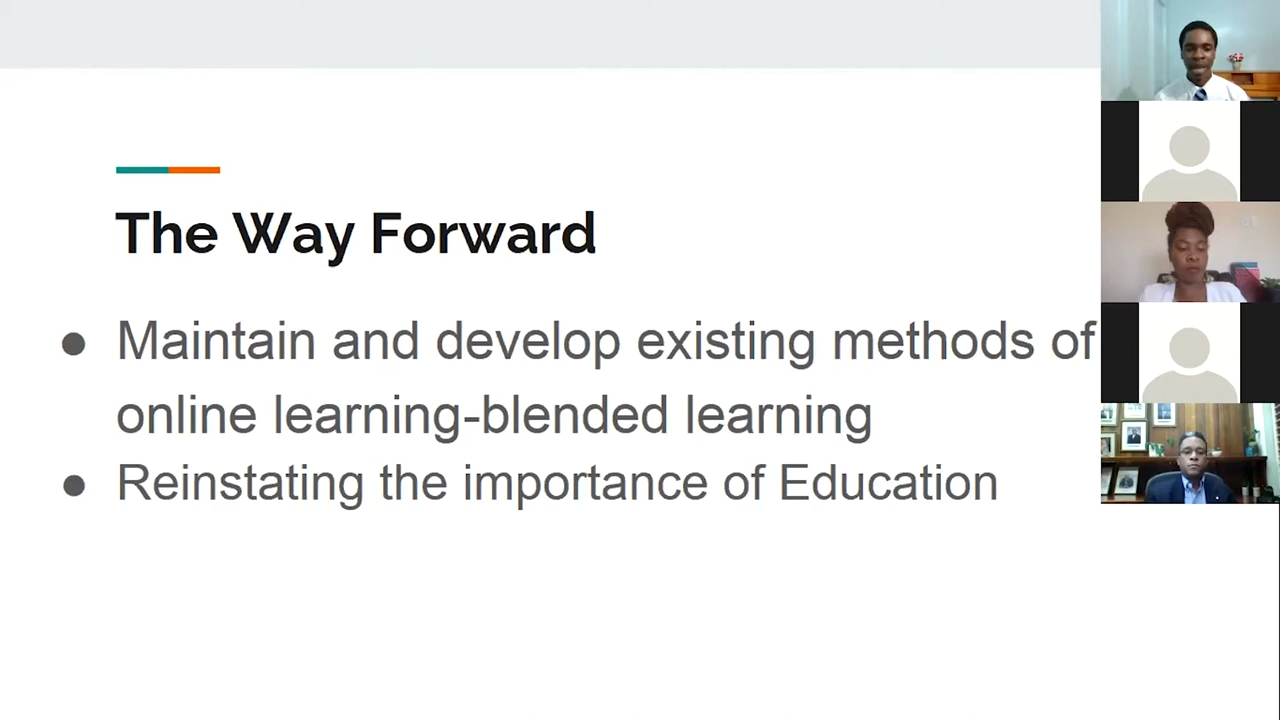 The Way Forward
● Maintain and develop existing methods of
online learning-blended learning
● Reinstating the importance of Education